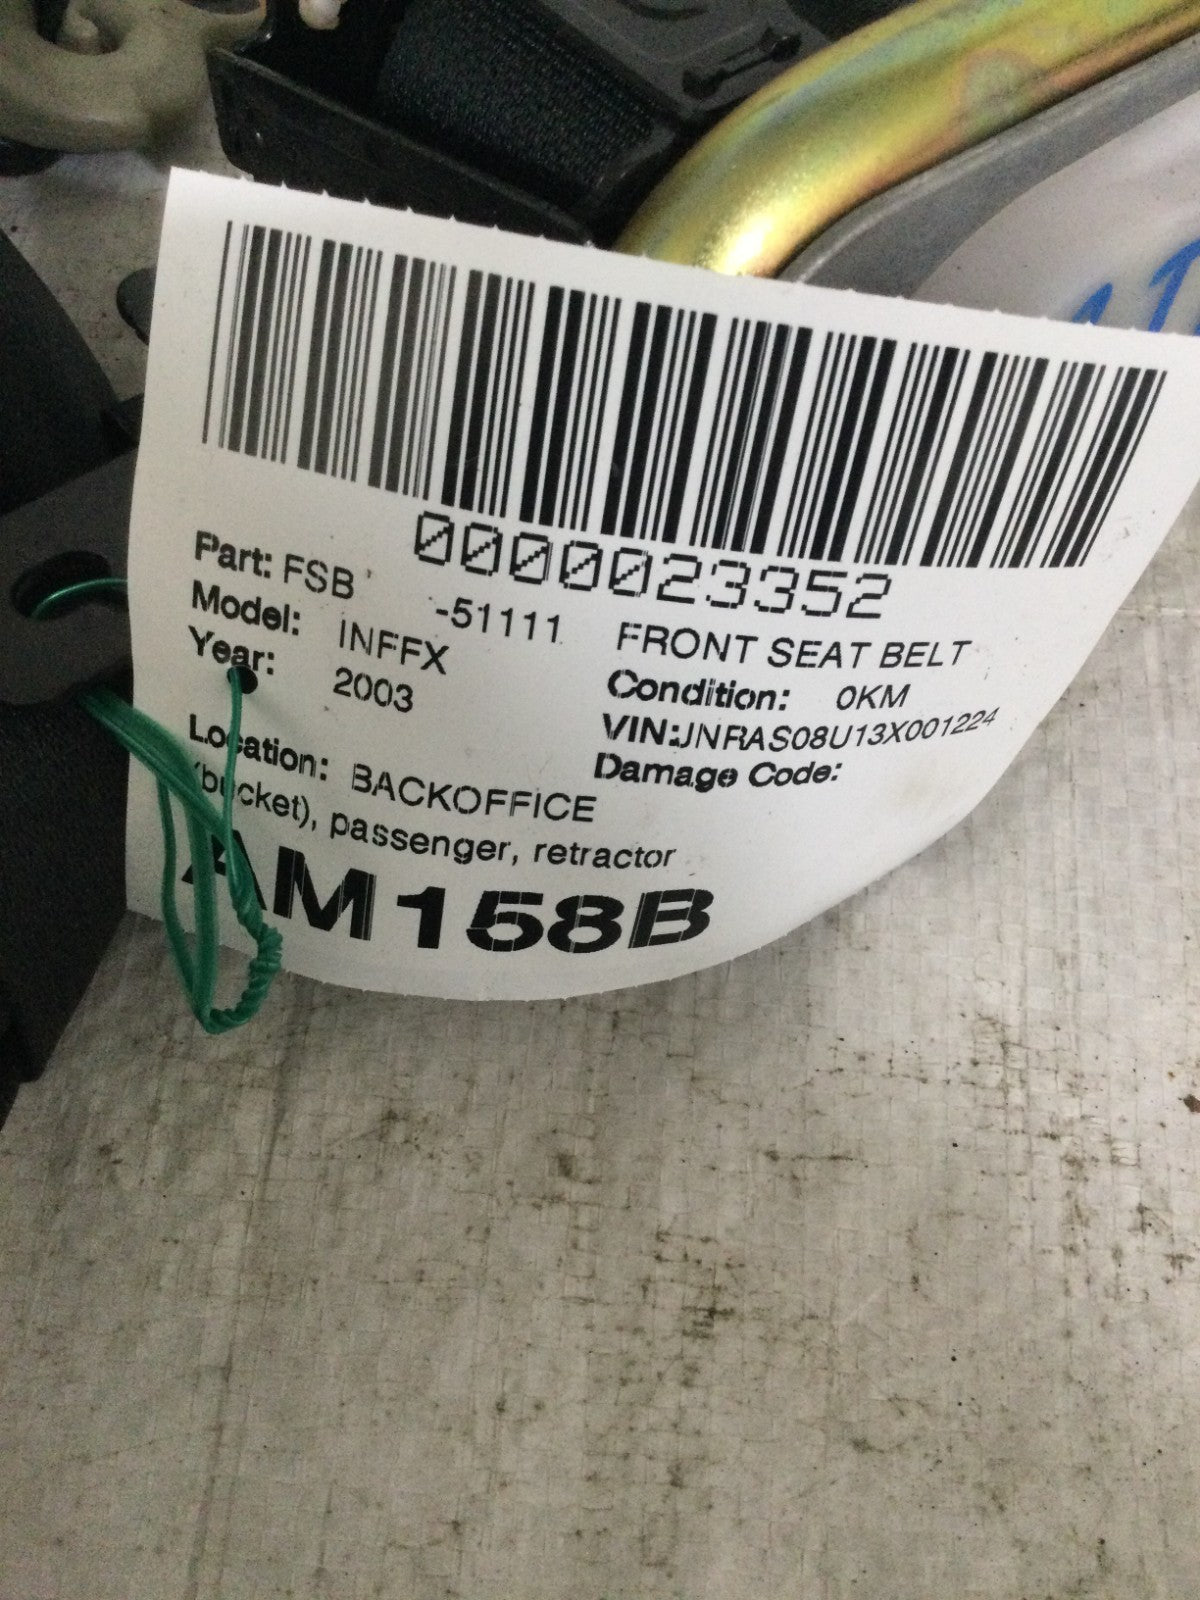 0000023352
Part: FSB -51111 FRONT SEAT BELT
Model: INFFX Condition: 0KM
Year: 2003 VIN:JNRAS08U13X001224
Damage Code:
Location: BACKOFFICE
(bucket), passenger, retractor
AM158B